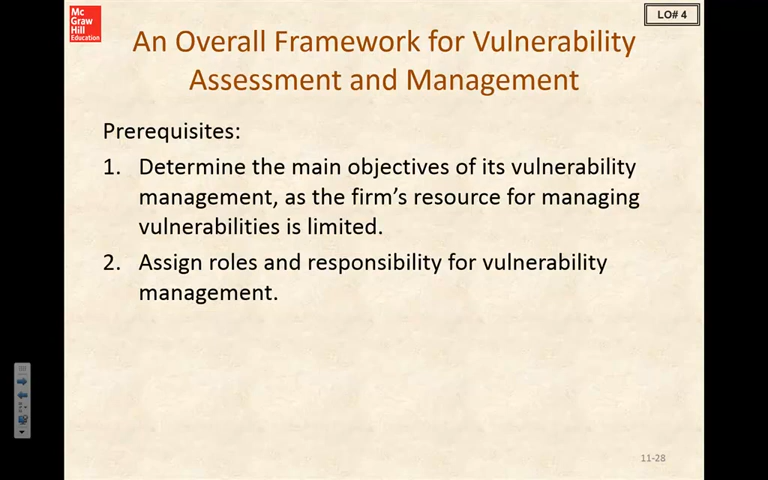 Mc
Graw
Hill
Education
LO# 4
An Overall Framework for Vulnerability
Assessment and Management
Prerequisites:
1. Determine the main objectives of its vulnerability
management, as the firm’s resource for managing
vulnerabilities is limited.
2. Assign roles and responsibility for vulnerability
management.
11-28